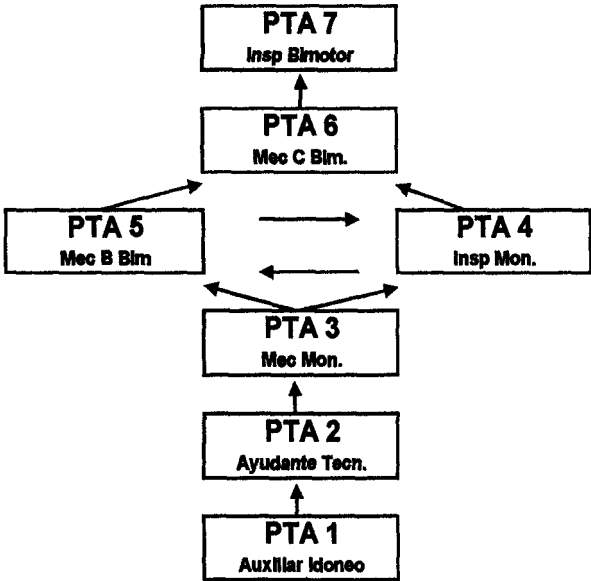 PTA 7
Insp Bimotor
PTA 6
Mec C Bim.
PTA 5
Mec B Bim
PTA 4
Insp Mon.
PTA 3
Mec Mon.
PTA 2
Ayudante Tecn.
PTA 1
Auxiliar Idoneo